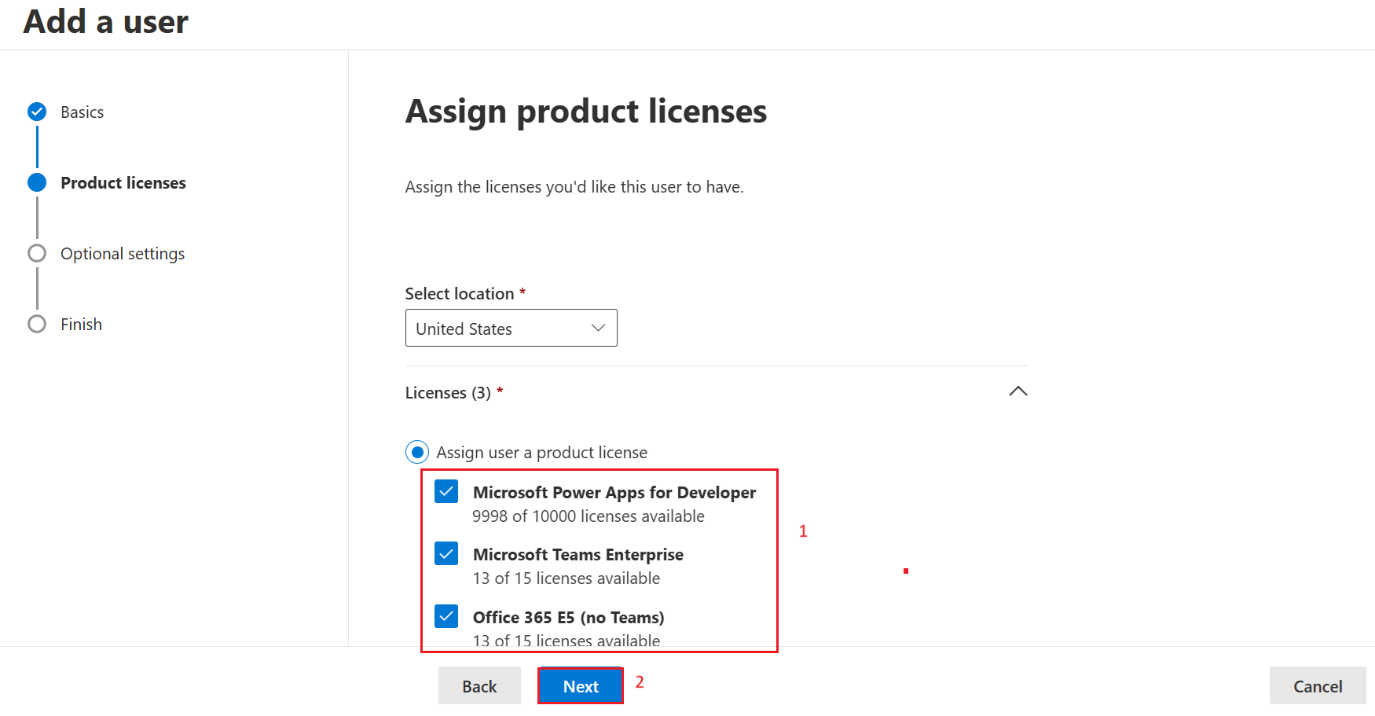 Add a user
Basics
Product licenses
Optional settings
Finish
Assign product licenses
Assign the licenses you'd like this user to have.
Select location *
United States
Licenses (3) *
Assign user a product license
Microsoft Power Apps for Developer
9998 of 10000 licenses available
1
Microsoft Teams Enterprise
13 of 15 licenses available
Office 365 E5 (no Teams)
13 of 15 licenses available
Back
Next
2
Cancel